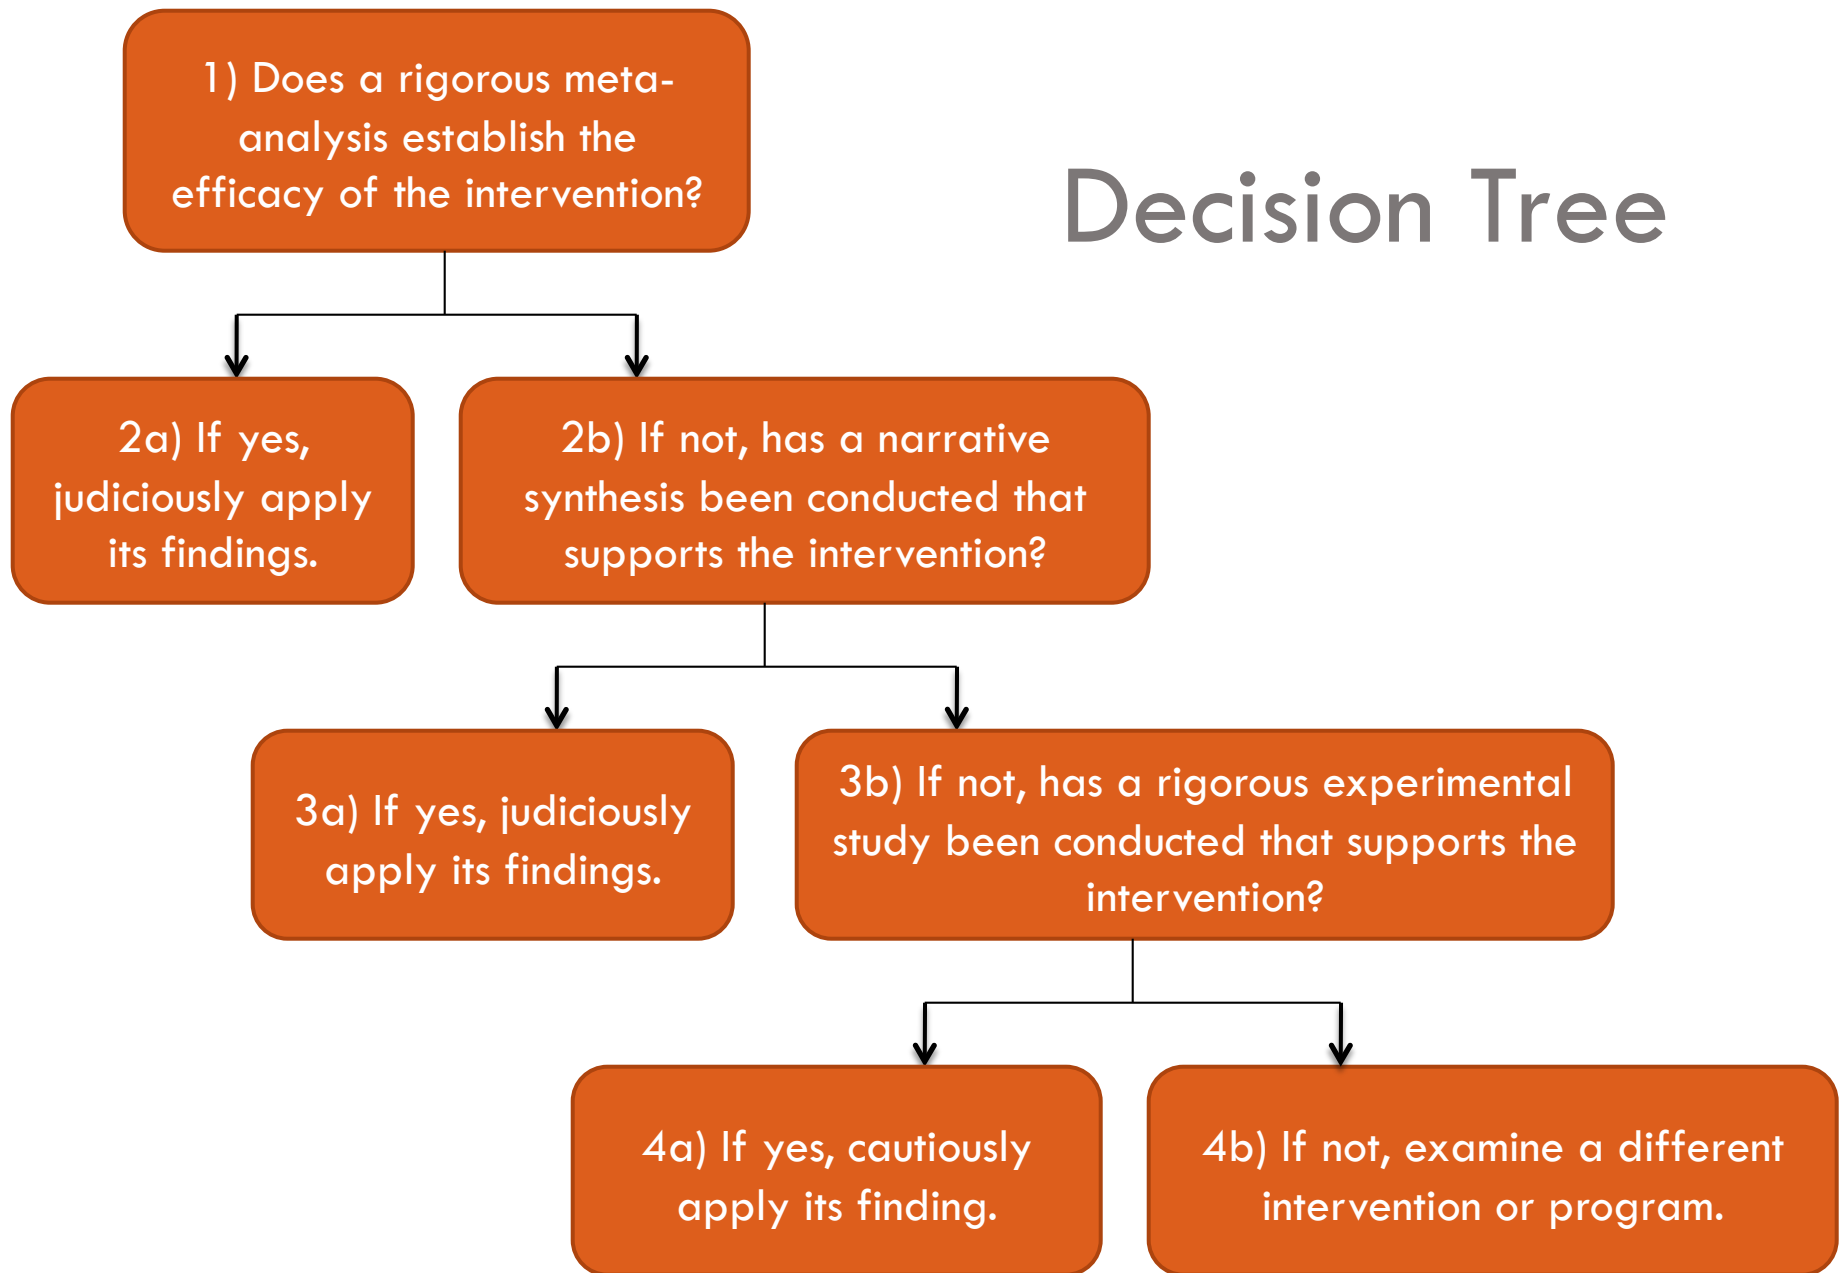 1) Does a rigorous meta-
analysis establish the
efficacy of the intervention?
Decision Tree
2a) If yes,
judiciously apply
its findings.
2b) If not, has a narrative
synthesis been conducted that
supports the intervention?
3a) If yes, judiciously
apply its findings.
3b) If not, has a rigorous experimental
study been conducted that supports the
intervention?
4a) If yes, cautiously
apply its finding.
4b) If not, examine a different
intervention or program.